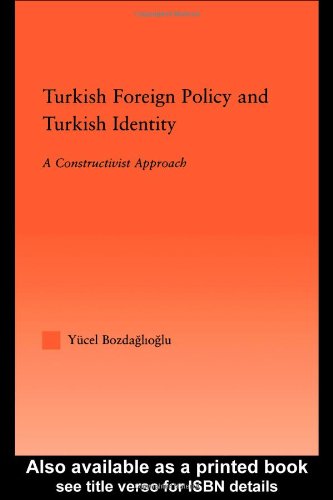 Turkish Foreign Policy and
Turkish Identity
A Constructivist Approach
Yücel Bozdağlıoğlu
Also available as a printed book
see title verso for ISBN details